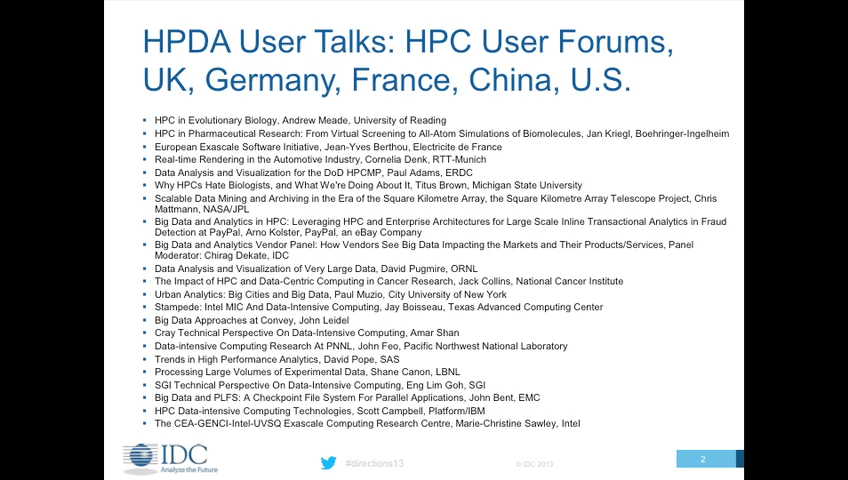 HPDA User Talks: HPC User Forums,
UK, Germany, France, China, U.S.
HPC in Evolutionary Biology, Andrew Meade, University of Reading
HPC in Pharmaceutical Research: From Virtual Screening to All-Atom Simulations of Biomolecules, Jan Kriegl, Boehringer-Ingelheim
European Exascale Software Initiative, Jean-Yves Berthou, Electricite de France
Real-time Rendering in the Automotive Industry, Cornelia Denk, RTT-Munich
Data Analysis and Visualization for the DoD HPCMP, Paul Adams, ERDC
Why HPCs Hate Biologists, and What We're Doing About It, Titus Brown, Michigan State University
Scalable Data Mining and Archiving in the Era of the Square Kilometre Array, the Square Kilometre Array Telescope Project, Chris
Mattmann, NASA/JPL
Big Data and Analytics in HPC: Leveraging HPC and Enterprise Architectures for Large Scale Inline Transactional Analytics in Fraud
Detection at PayPal, Arno Kolster, PayPal, an eBay Company
Big Data and Analytics Vendor Panel: How Vendors See Big Data Impacting the Markets and Their Products/Services, Panel
Moderator: Chirag Dekate, IDC
Data Analysis and Visualization of Very Large Data, David Pugmire, ORNL
The Impact of HPC and Data-Centric Computing in Cancer Research, Jack Collins, National Cancer Institute
Urban Analytics: Big Cities and Big Data, Paul Muzio, City University of New York
Stampede: Intel MIC And Data-Intensive Computing, Jay Boisseau, Texas Advanced Computing Center
Big Data Approaches at Convey, John Leidel
Cray Technical Perspective On Data-Intensive Computing, Amar Shan
Data-intensive Computing Research At PNNL, John Feo, Pacific Northwest National Laboratory
Trends in High Performance Analytics, David Pope, SAS
Processing Large Volumes of Experimental Data, Shane Canon, LBNL
SGI Technical Perspective On Data-Intensive Computing, Eng Lim Goh, SGI
Big Data and PLFS: A Checkpoint File System For Parallel Applications, John Bent, EMC
HPC Data-intensive Computing Technologies, Scott Campbell, Platform/IBM
The CEA-GENCI-Intel-UVSQ Exascale Computing Research Centre, Marie-Christine Sawley, Intel
IDC
Analyze the Future
#directions13
© IDC 2013
2